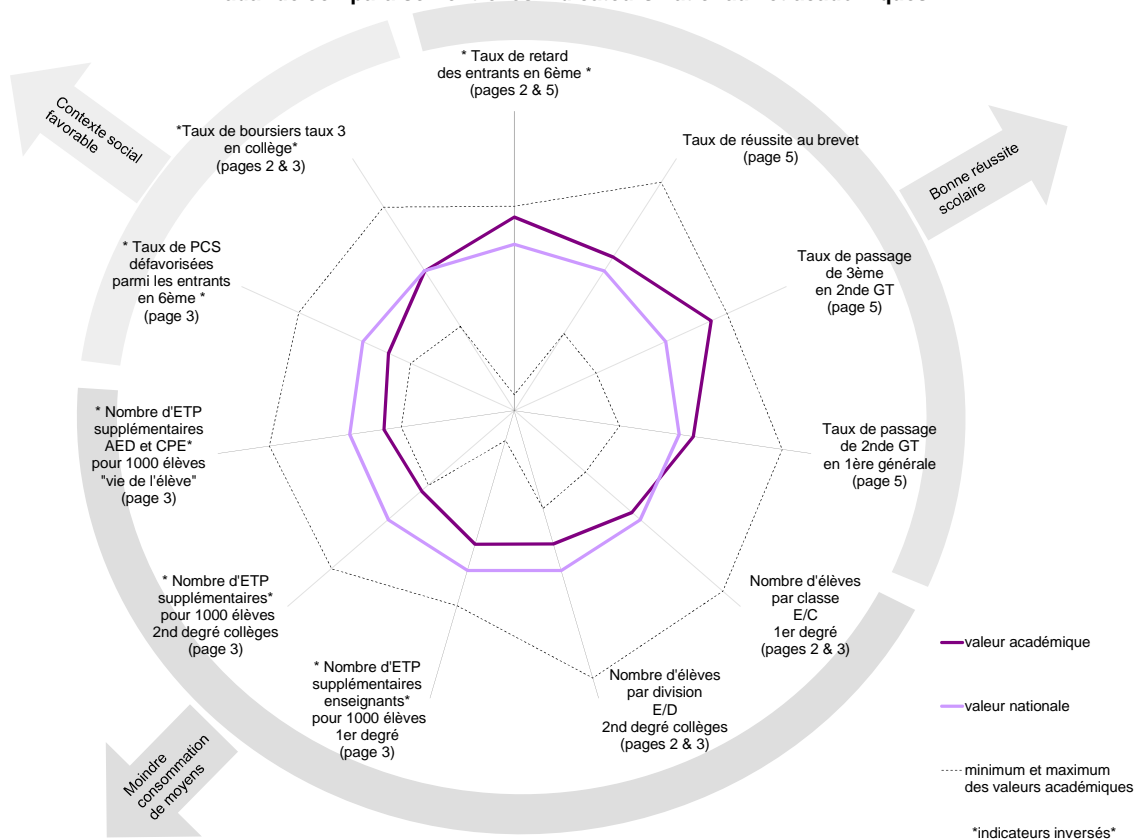 * Taux de retard
des entrants en 6ème *
(pages 2 & 5)
Taux de réussite au brevet
(page 5)
Bonne réussite
scolaire
Taux de passage
de 3ème
en 2nde GT
(page 5)
Taux de passage
de 2nde GT
en 1ère générale
(page 5)
Nombre d'élèves
par classe
E/C
1er degré
(pages 2 & 3)
Nombre d'élèves
par division
E/D
2nd degré collèges
(pages 2 & 3)
* Nombre d'ETP
supplémentaires
enseignants*
pour 1000 élèves
1er degré
(page 3)
* Nombre d'ETP
supplémentaires*
pour 1000 élèves
2nd degré collèges
(page 3)
Moindre
consommation
de moyens
* Nombre d'ETP
supplémentaires
AED et CPE*
pour 1000 élèves
"vie de l'élève"
(page 3)
* Taux de PCS
défavorisées
parmi les entrants
en 6ème *
(page 3)
*Taux de boursiers taux 3
en collège*
(pages 2 & 3)
Contexte social
favorable
valeur académique
valeur nationale
minimum et maximum
des valeurs académiques
*indicateurs inversés*